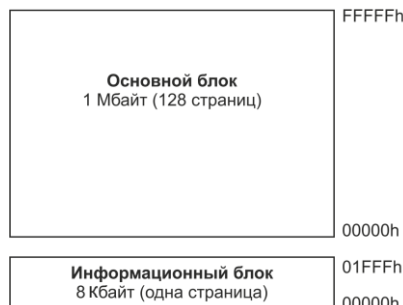 FFFFFh
Основной блок
1 Мбайт (128 страниц)
00000h
Информационный блок
01FFFh
8 Кбайт (одна страница)
00000h